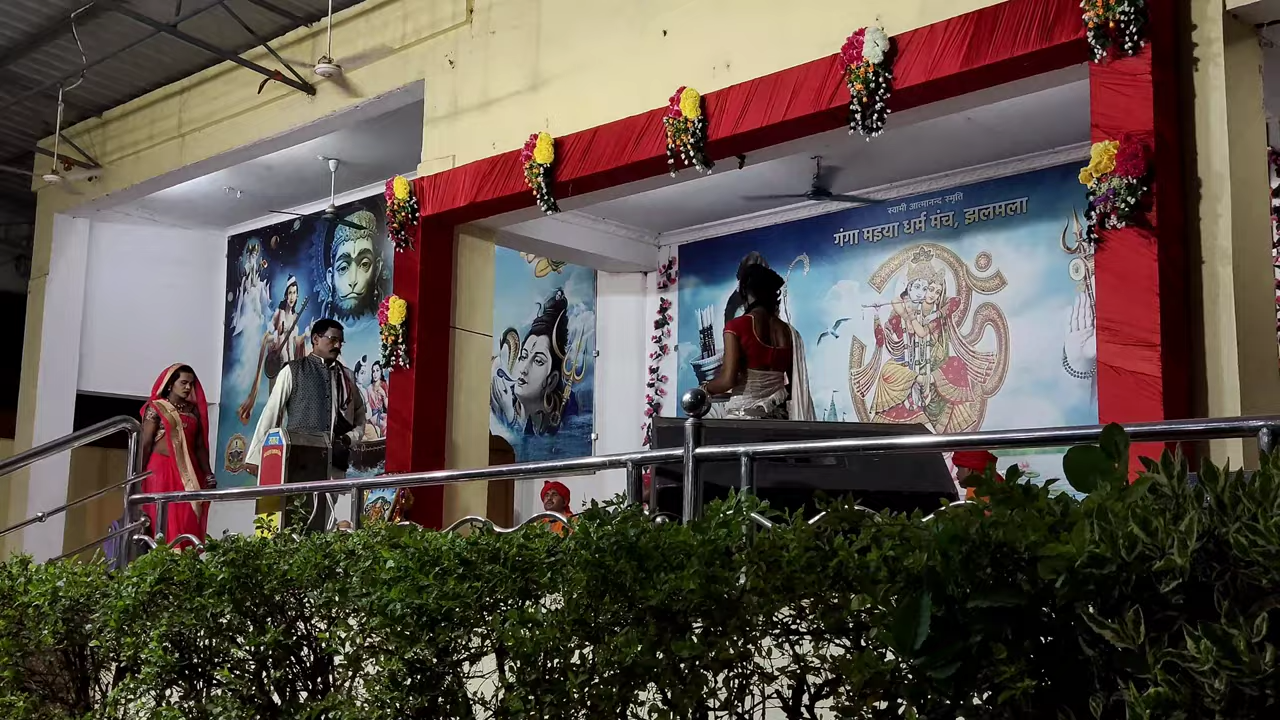 स्वामी आत्मानन्द स्मृति
गंगा मइया धर्म मंच, झलमला